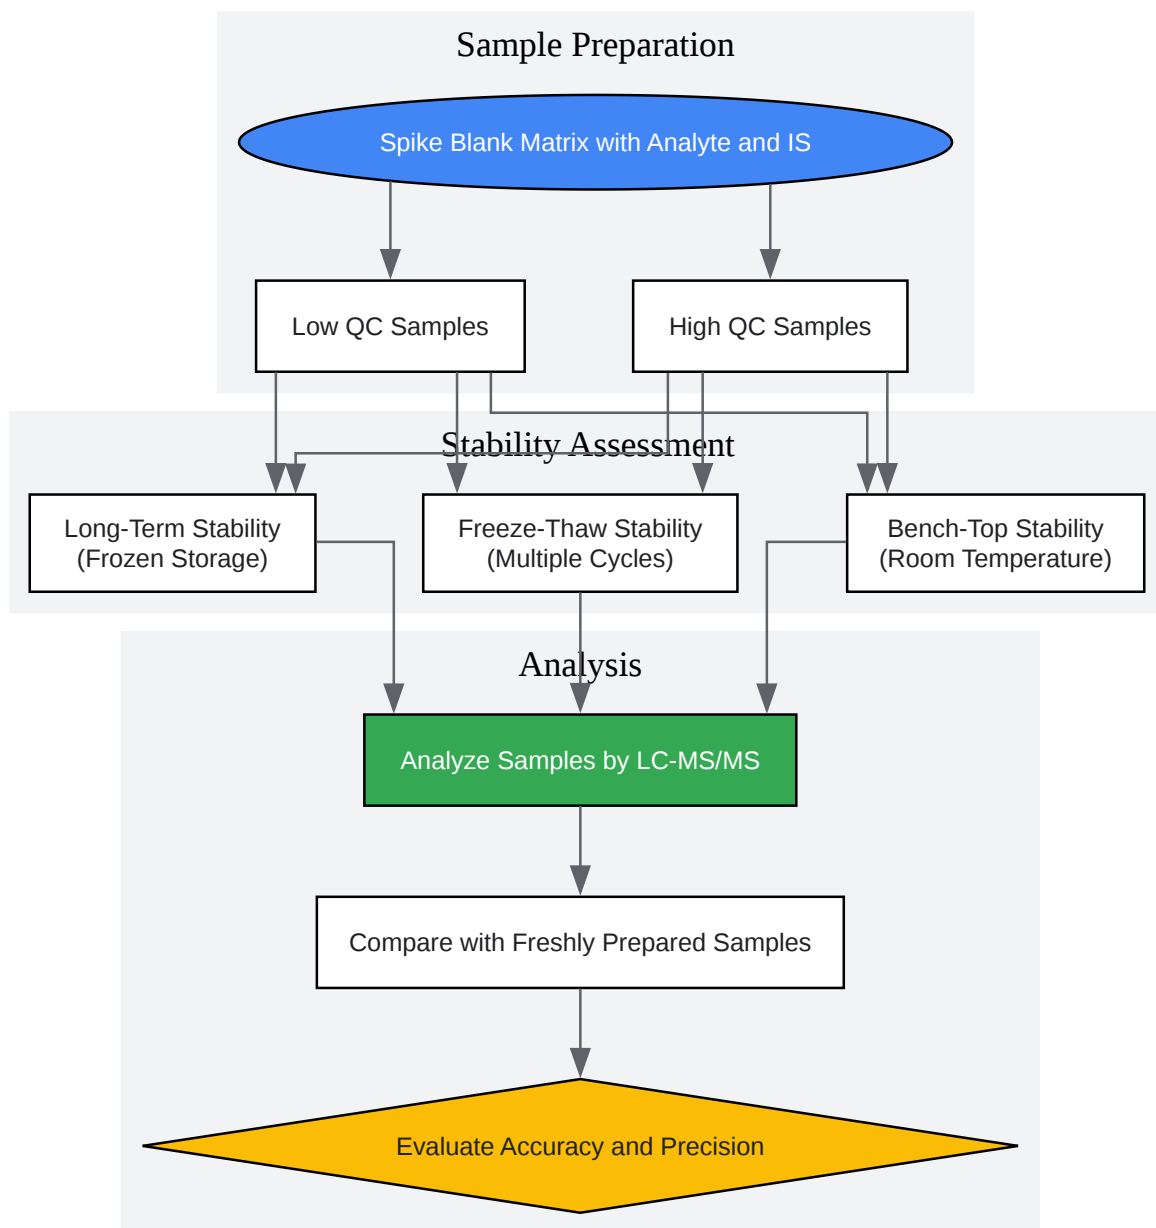 Sample Preparation
Spike Blank Matrix with Analyte and IS
Low QC Samples
High QC Samples
Stability Assessment
Long-Term Stability
(Frozen Storage)
Freeze-Thaw Stability
(Multiple Cycles)
Bench-Top Stability
(Room Temperature)
Analysis
Analyze Samples by LC-MS/MS
Compare with Freshly Prepared Samples
Evaluate Accuracy and Precision